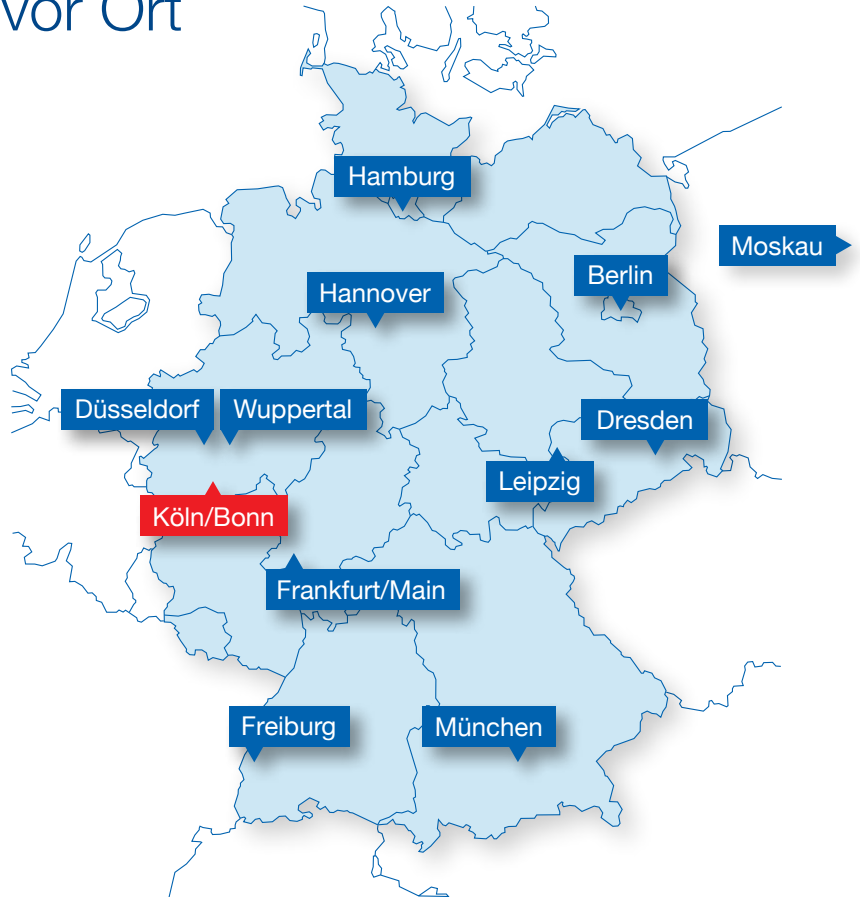 vor Ort
Hamburg
Moskau
Berlin
Hannover
Düsseldorf
Wuppertal
Dresden
Leipzig
Köln/Bonn
Frankfurt/Main
Freiburg
München